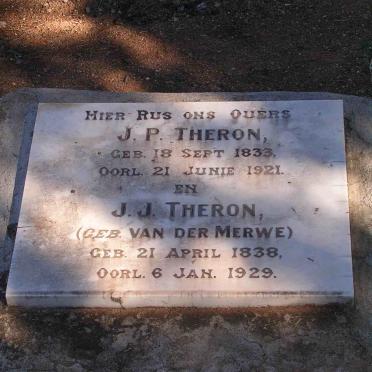 Hier Rus ons Ouers
J. P. Theron,
Geb. 18 Sept 1833,
Oorl. 21 Junie 1921.
en
J. J. Theron,
(geb. van der Merwe)
Geb. 21 April 1838,
Oorl. 6 Jan. 1929.